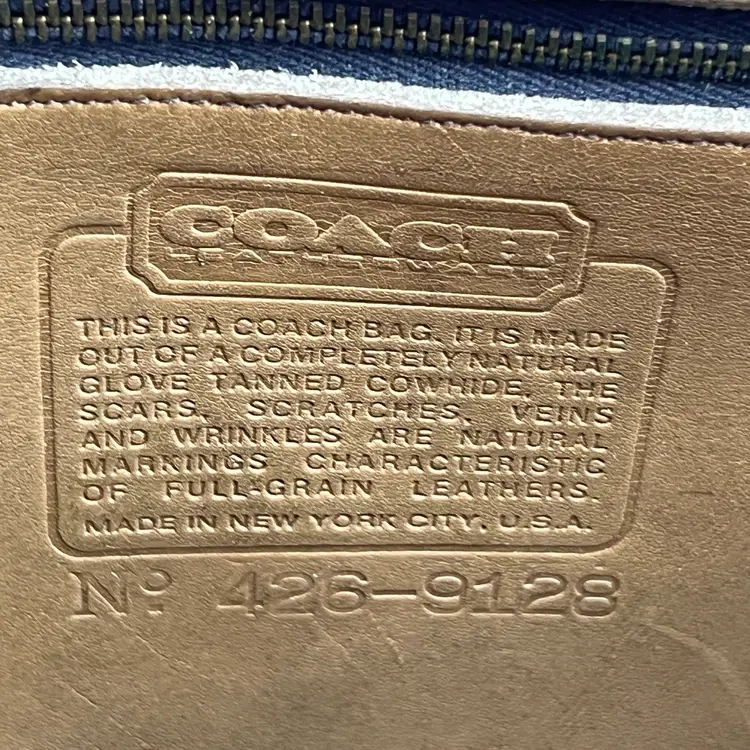 COACH
LEATHERWARE
THIS IS A COACH BAG. IT IS MADE
OUT OF A COMPLETELY NATURAL
GLOVE TANNED COWHIDE. THE
SCARS, SCRATCHES, VEINS
AND WRINKLES ARE NATURAL
MARKINGS CHARACTERISTIC
OF FULL-GRAIN LEATHERS.
MADE IN NEW YORK CITY, U.S.A.
Nº 426-9128